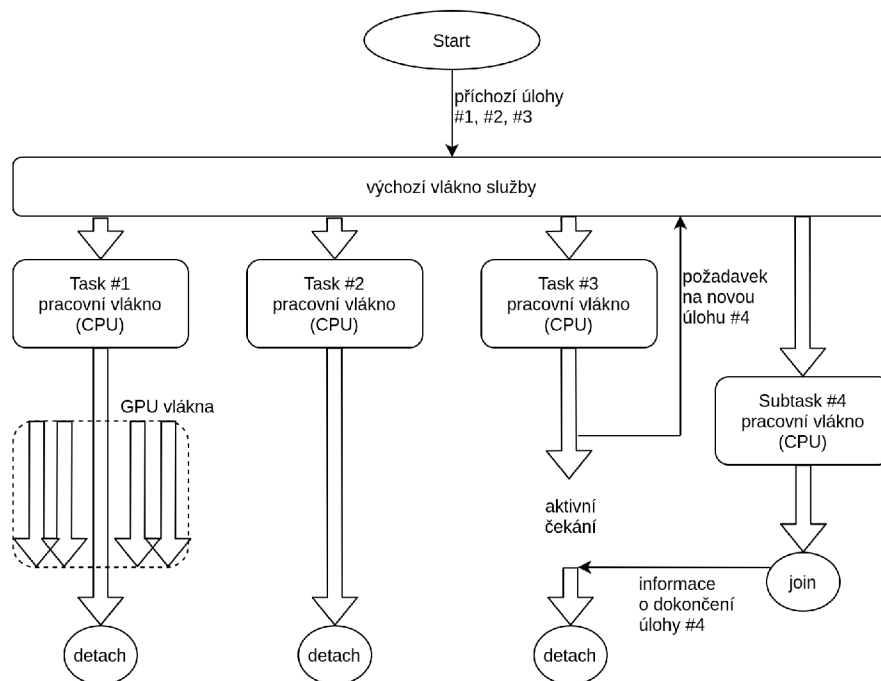 Start
příchozí úlohy
#1, #2, #3
výchozí vlákno služby
Task #1
pracovní vlákno
(CPU)
Task #2
pracovní vlákno
(CPU)
Task #3
pracovní vlákno
(CPU)
požadavek
na novou
úlohu #4
GPU vlákna
Subtask #4
pracovní vlákno
(CPU)
aktivní
čekání
join
informace
o dokončení
úlohy #4
detach
detach
detach